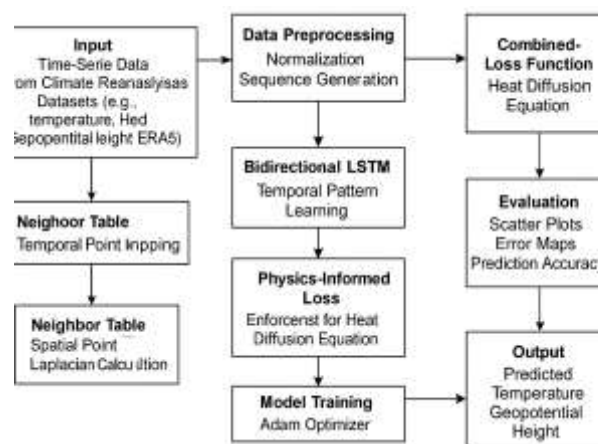 Input
Time-Serie Data
om Climate Reanaslyisas
Datasets (e.g.,
temperature, Hed
Sepopentital leight ERA5)
Neighoor Table
Temporal Point Inpping
Neighbor Table
Spatial Point
Laplacian Calcultion
Data Preprocessing
Normalization
Sequence Generation
Bidirectional LSTM
Temporal Pattern
Learning
Physics-Informed
Loss
Enforcenst for Heat
Diffusion Equation
Model Training
Adam Optimizer
Combined-
Loss Function
Heat Diffusion
Equation
Evaluation
Scatter Plots
Error Maps
Prediction Accurac
Output
Predicted
Temperature
Geopotential
Height